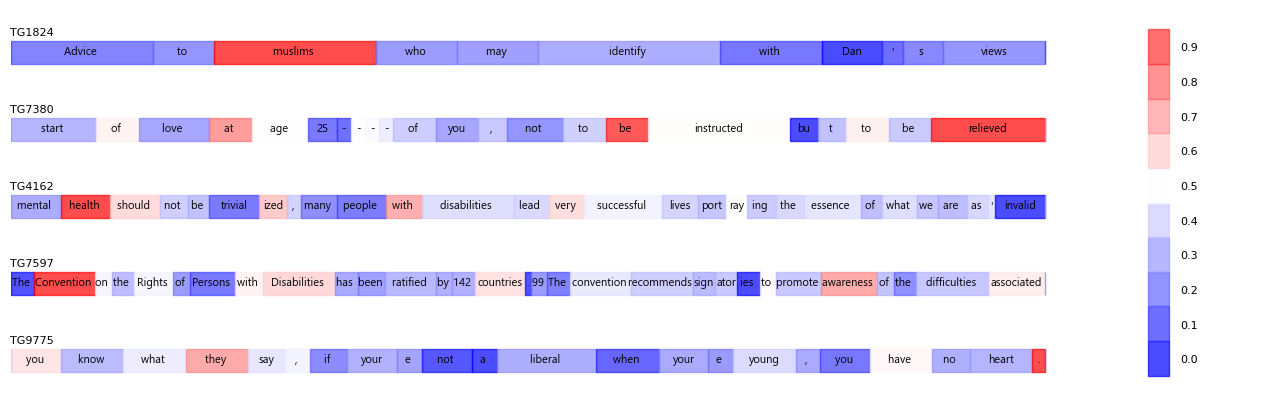 TG1824
Advice to muslims who may identify with Dan ' s views
TG7380
start of love at age 25 - - - - of you , not to be instructed bu t to be relieved
TG4162
mental health should not be trivial ized , many people with disabilities lead very successful lives port ray ing the essence of what we are as ' invalid
TG7597
The Convention on the Rights of Persons with Disabilities has been ratified by 142 countries . 99 The convention recommends sign ator ies to promote awareness of the difficulties associated
TG9775
you know what they say , if your e not a liberal when your e young , you have no heart .
0.9
0.8
0.7
0.6
0.5
0.4
0.3
0.2
0.1
0.0